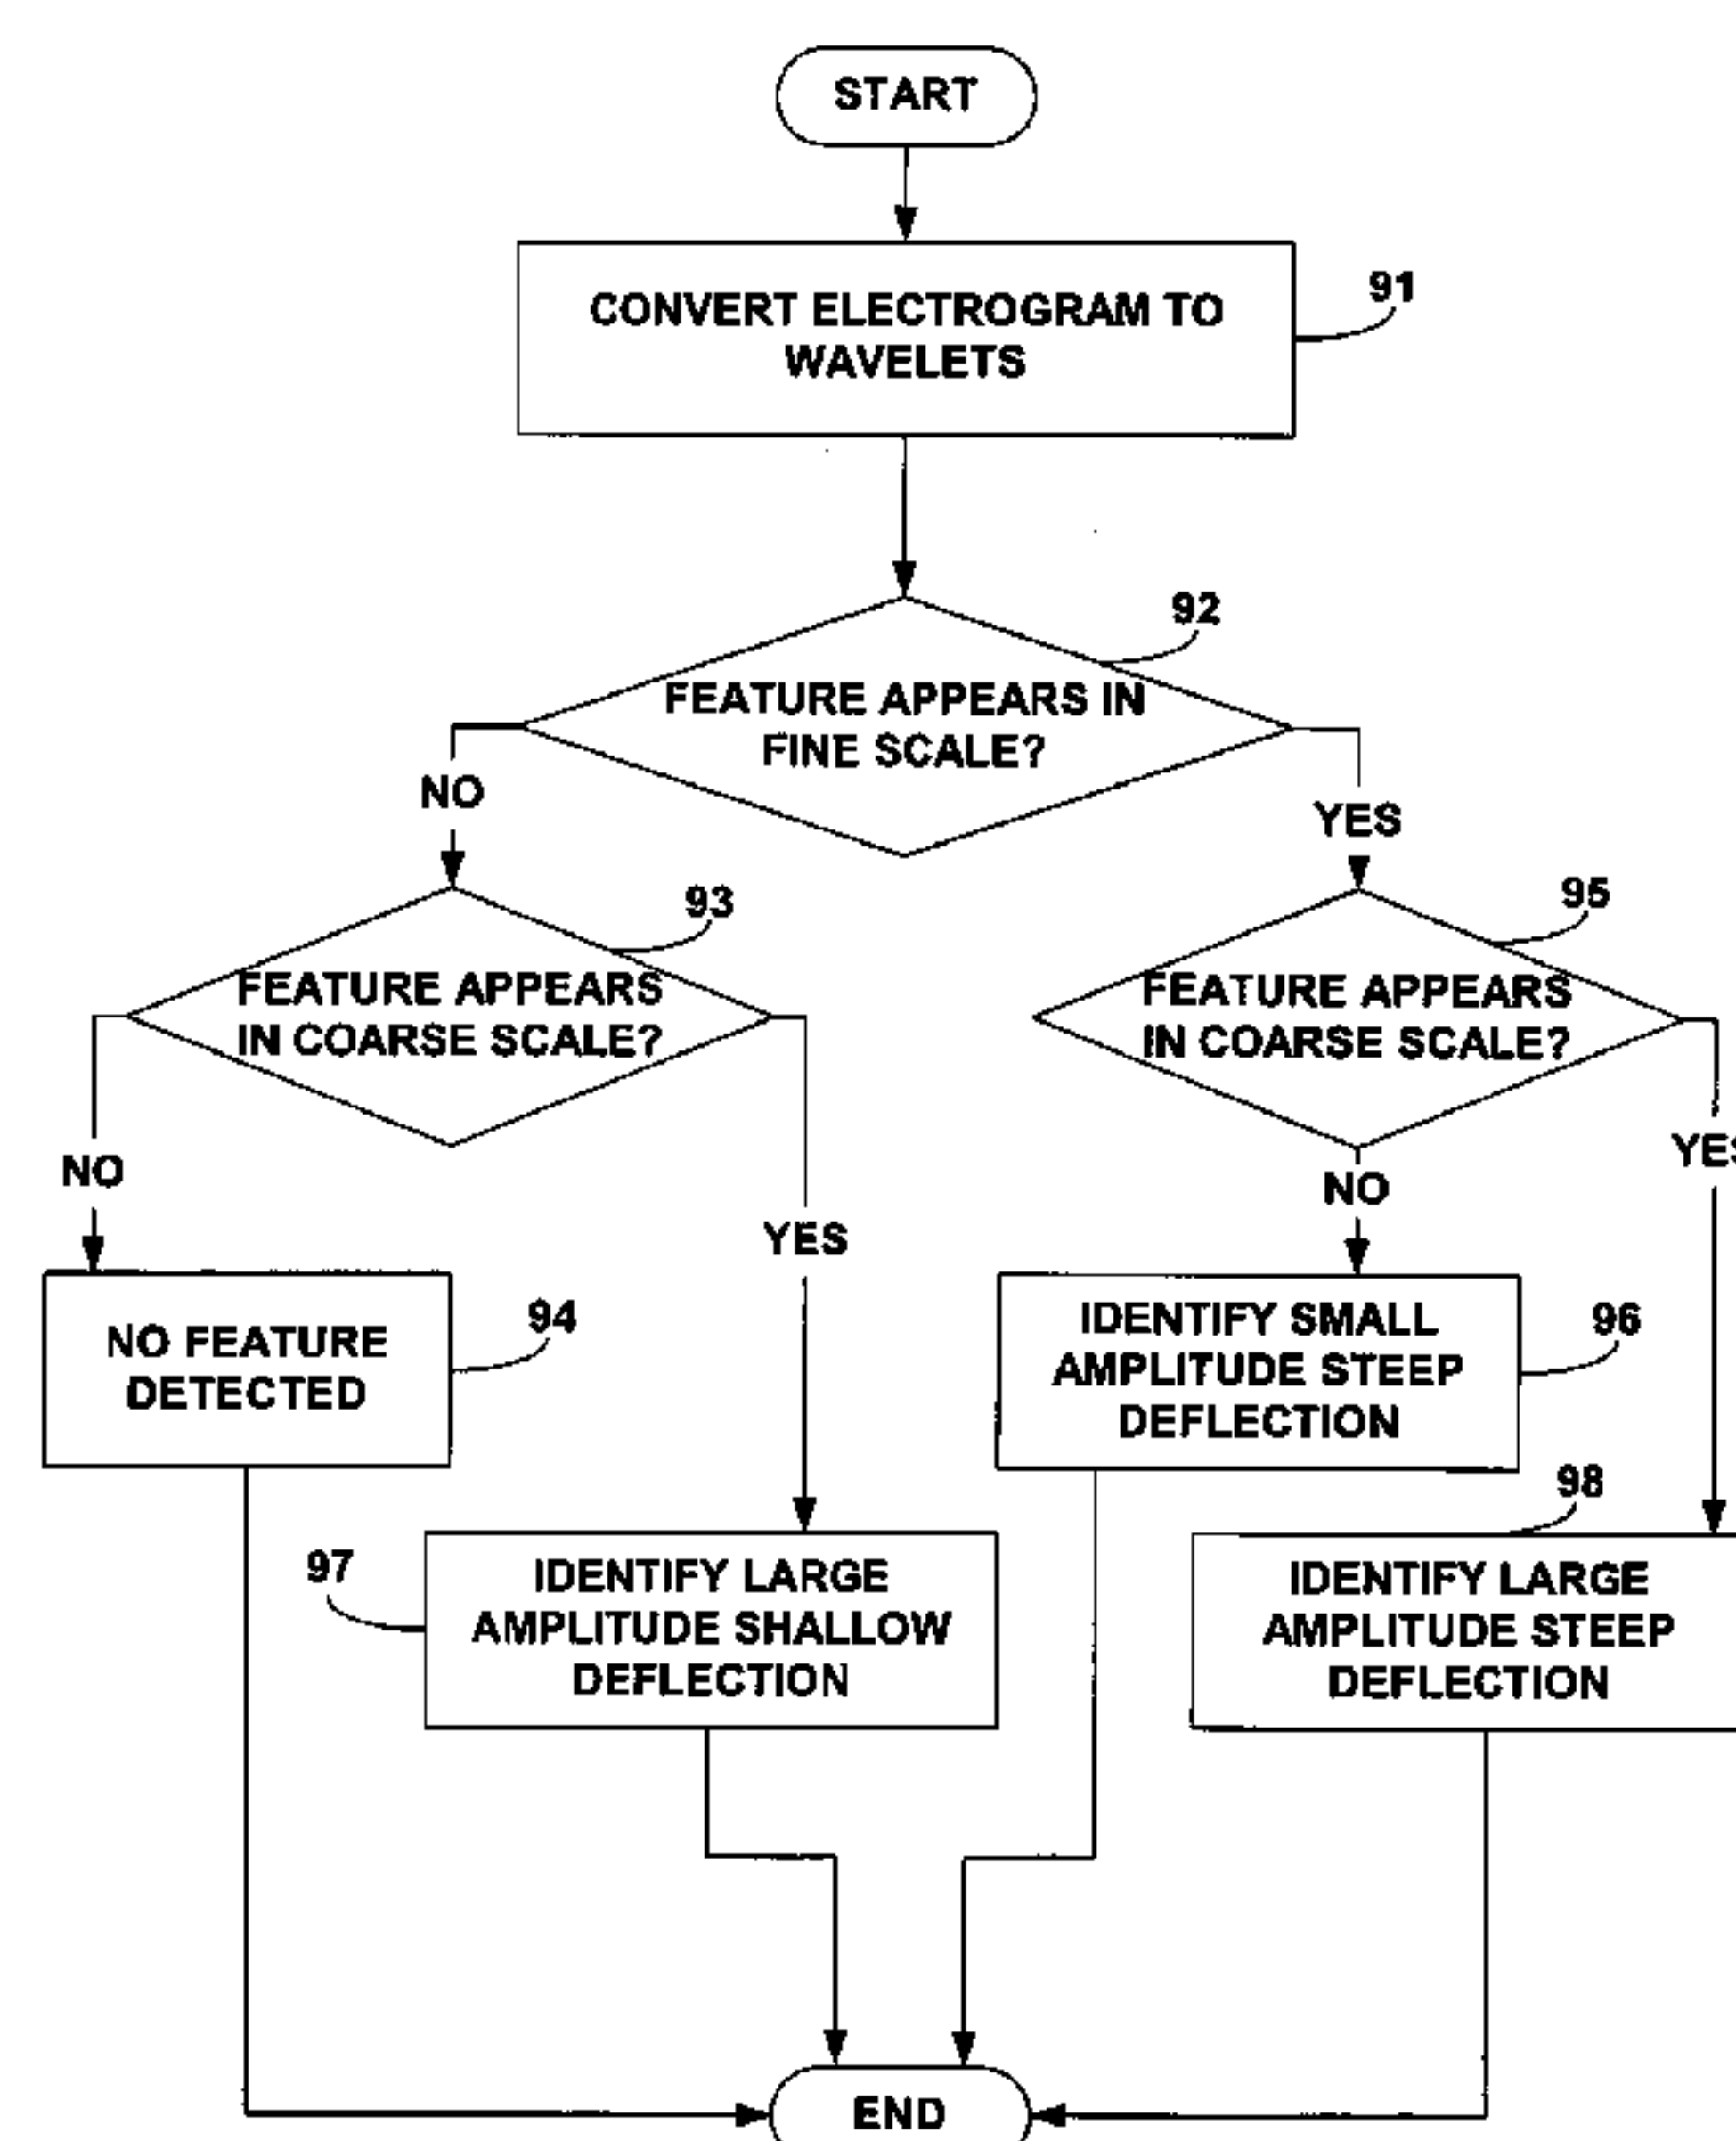 START
CONVERT ELECTROGRAM TO
WAVELETS
91
92
FEATURE APPEARS IN
FINE SCALE?
NO
YES
93
FEATURE APPEARS
IN COARSE SCALE?
95
FEATURE APPEARS
IN COARSE SCALE?
NO
YES
NO
YES
NO FEATURE
DETECTED
94
IDENTIFY SMALL
AMPLITUDE STEEP
DEFLECTION
96
97
IDENTIFY LARGE
AMPLITUDE SHALLOW
DEFLECTION
98
IDENTIFY LARGE
AMPLITUDE STEEP
DEFLECTION
END